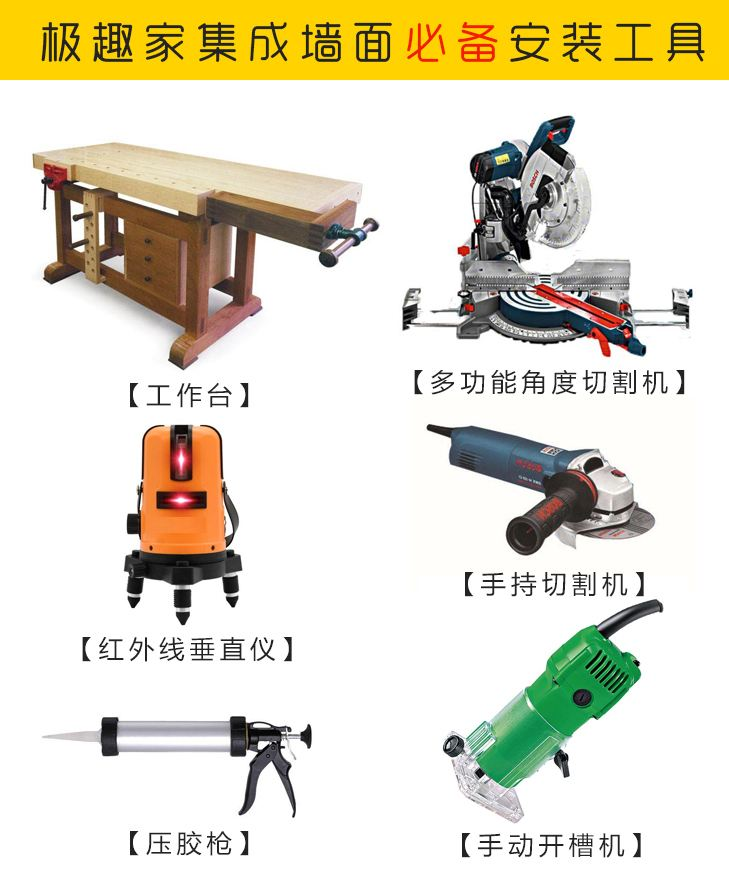 极趣家集成墙面必备安装工具
【工作台】
【多功能角度切割机】
【红外线垂直仪】
【手持切割机】
【压胶枪】
【手动开槽机】